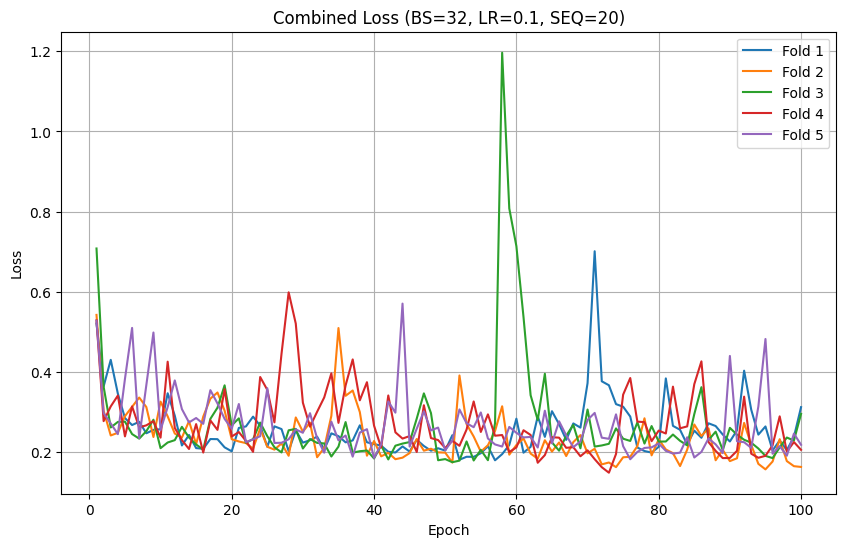 Combined Loss (BS=32, LR=0.1, SEQ=20)
Fold 1
Fold 2
Fold 3
Fold 4
Fold 5
Loss
1.2
1.0
0.8
0.6
0.4
0.2
0 20 40 60 80 100
Epoch